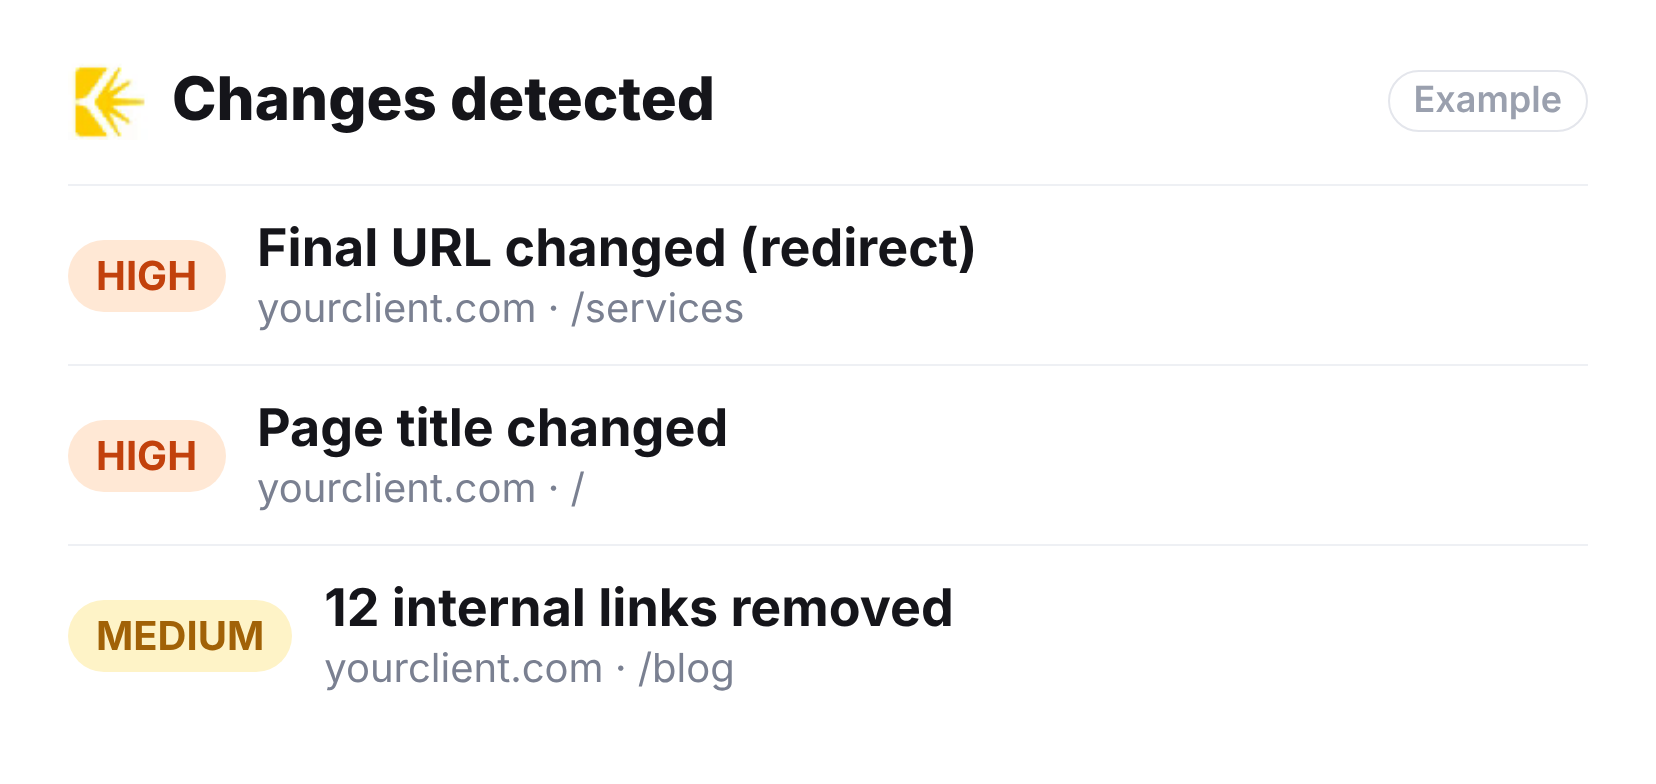 Changes detected
Example
HIGH
Final URL changed (redirect)
yourclient.com · /services
HIGH
Page title changed
yourclient.com · /
MEDIUM
12 internal links removed
yourclient.com · /blog